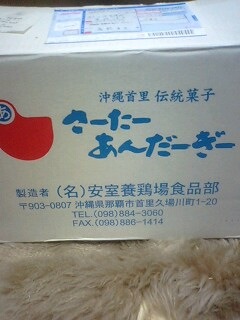 沖縄首里 伝統菓子
あ
さーたー
あんだーぎー
製造者 (名)安室養鶏場食品部
〒903-0807 沖縄県那覇市首里久場川町1-20
TEL.(098)884-3060
FAX.(098)886-1414